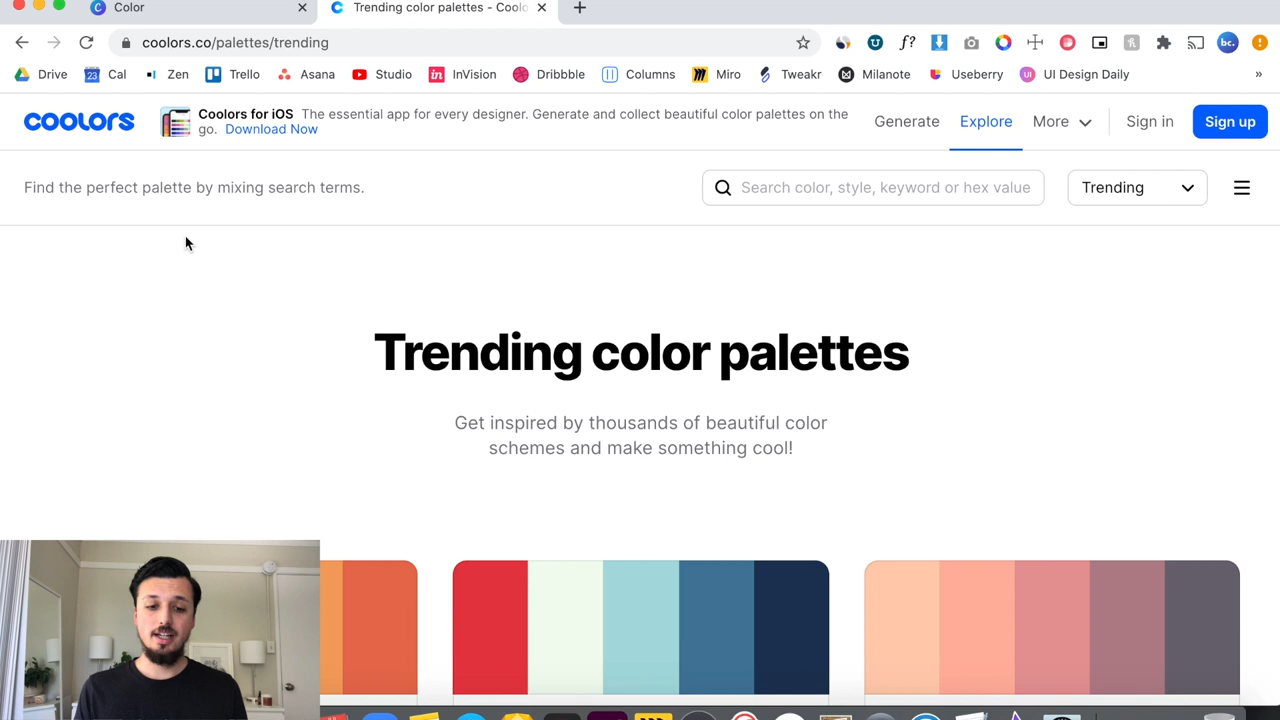 Color
Trending color palettes - Coolo
coolors.co/palettes/trending
f?
bc.
Drive
23
Cal
Zen
Trello
Asana
Studio
in
InVision
Dribbble
Columns
Miro
Tweakr
Milanote
Useberry
UI
UI Design Daily
»
coolors
Coolors for iOS The essential app for every designer. Generate and collect beautiful color palettes on the
go. Download Now
Generate
Explore
More
Sign in
Sign up
Find the perfect palette by mixing search terms.
Search color, style, keyword or hex value
Trending
Trending color palettes
Get inspired by thousands of beautiful color
schemes and make something cool!